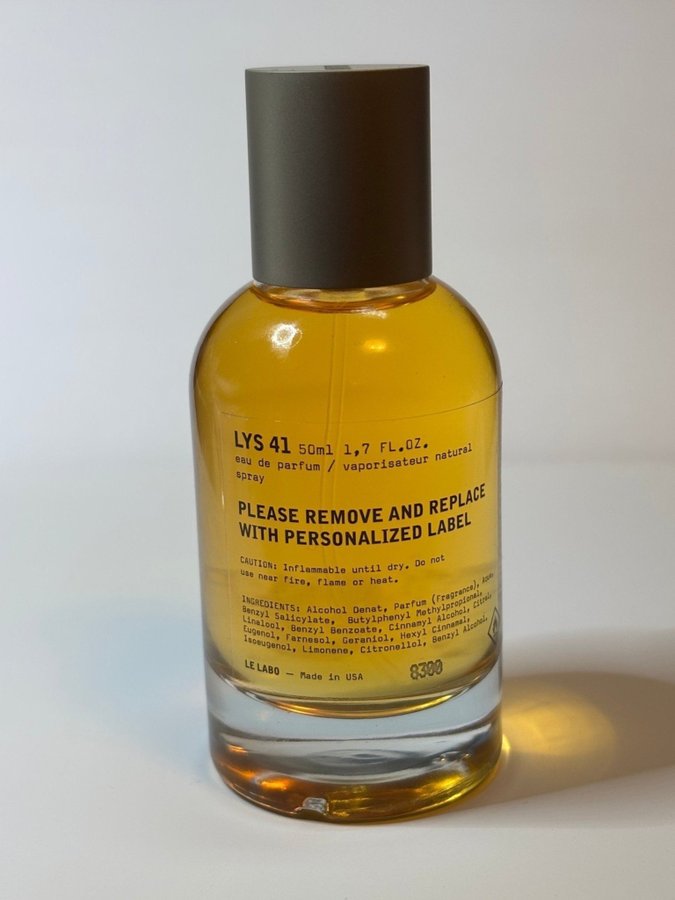 LYS 41 50ml 1,7 FL.OZ.
eau de parfum / vaporisateur natural
spray
PLEASE REMOVE AND REPLACE
WITH PERSONALIZED LABEL
CAUTION: Inflammable until dry. Do not
use near fire, flame or heat.
INGREDIENTS: Alcohol Denat, Parfum (Fragrance), Aqua,
Benzyl Salicylate, Butylphenyl Methylpropional,
Linalool, Benzyl Benzoate, Cinnamyl Alcohol, Citral,
Eugenol, Farnesol, Geraniol, Hexyl Cinnamal,
Isoeugenol, Limonene, Citronellol, Benzyl Alcohol,
LE LABO — Made in USA
8300